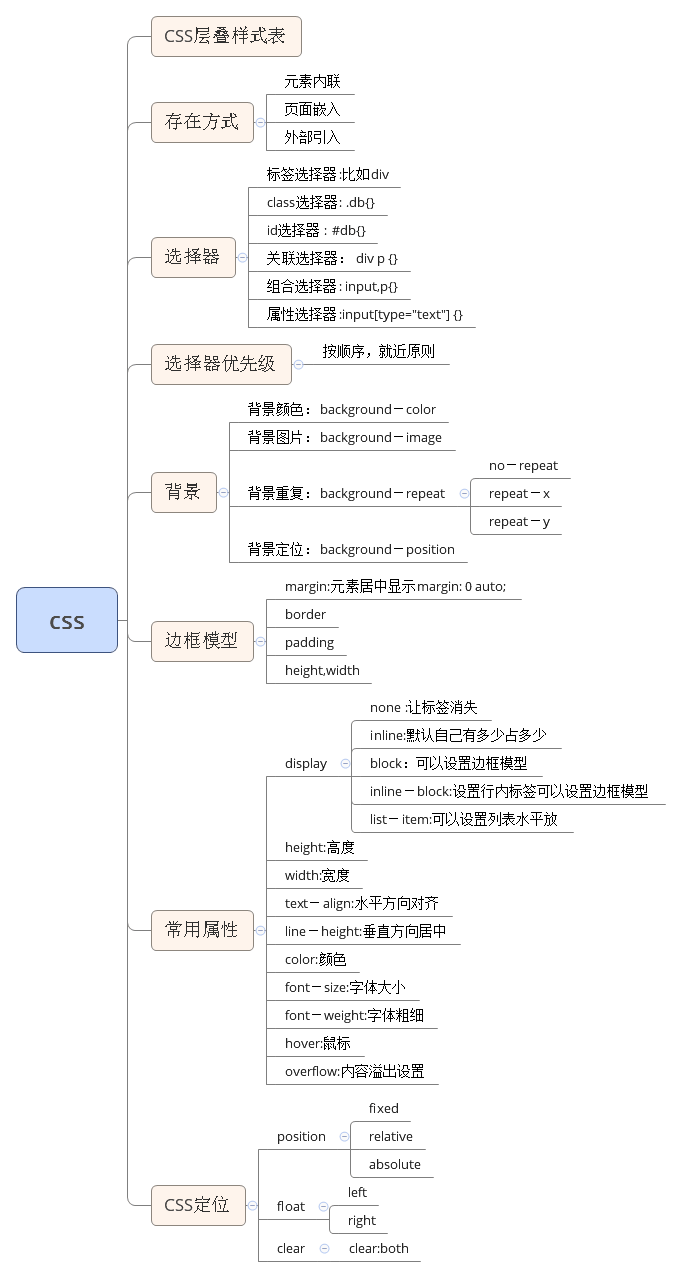 CSS
CSS层叠样式表
存在方式
元素内联
页面嵌入
外部引入
选择器
标签选择器:比如div
class选择器: .db{}
id选择器 : #db{}
关联选择器： div p {}
组合选择器: input,p{}
属性选择器:input[type="text"] {}
选择器优先级
按顺序，就近原则
背景
背景颜色：background－color
背景图片：background－image
背景重复：background－repeat
no－repeat
repeat－x
repeat－y
背景定位：background－position
边框模型
margin:元素居中显示margin: 0 auto;
border
padding
height,width
常用属性
display
none :让标签消失
inline:默认自己有多少占多少
block：可以设置边框模型
inline－block:设置行内标签可以设置边框模型
list－item:可以设置列表水平放
height:高度
width:宽度
text－align:水平方向对齐
line－height:垂直方向居中
color:颜色
font－size:字体大小
font－weight:字体粗细
hover:鼠标
overflow:内容溢出设置
CSS定位
position
fixed
relative
absolute
float
left
right
clear
clear:both